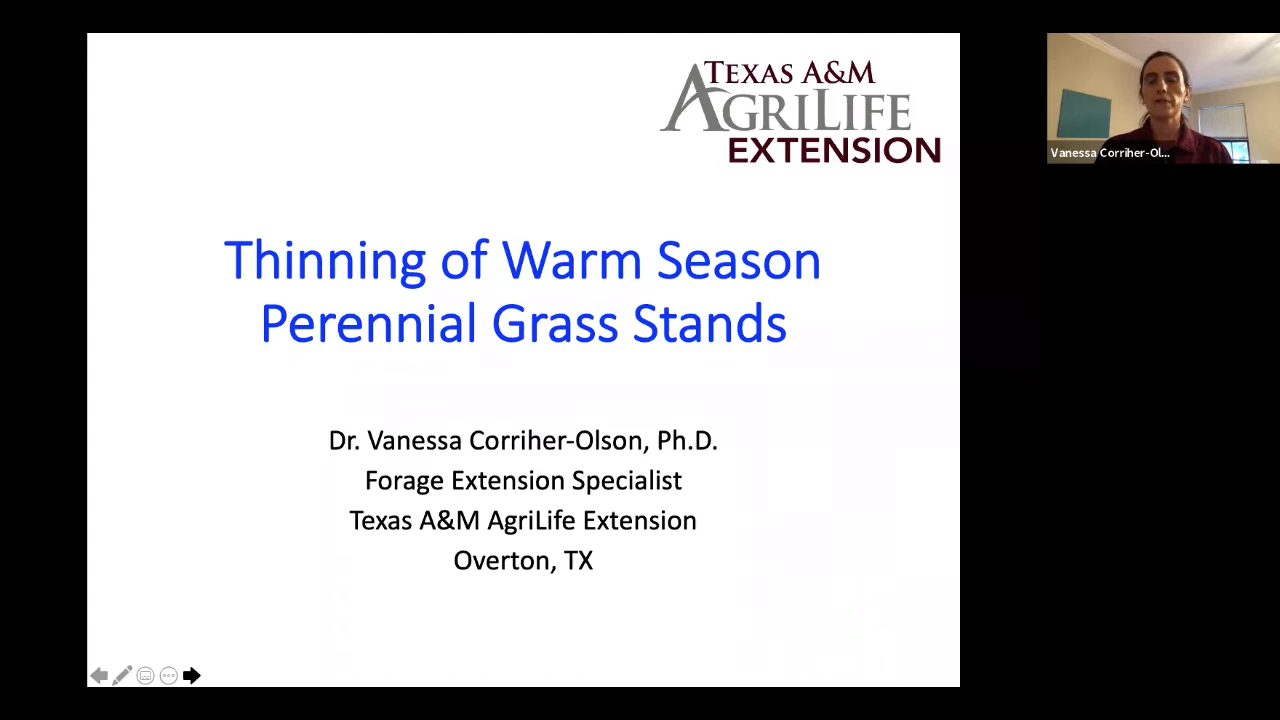 TEXAS A&M
AGRILIFE
EXTENSION
Thinning of Warm Season
Perennial Grass Stands
Dr. Vanessa Corriher-Olson, Ph.D.
Forage Extension Specialist
Texas A&M AgriLife Extension
Overton, TX
Vanessa Corriher-Ol...